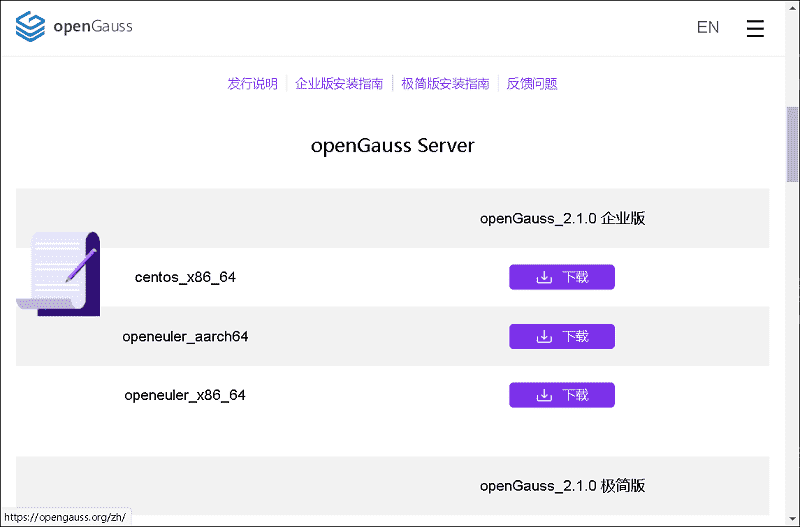 openGauss EN
发行说明 企业版安装指南 极简版安装指南 反馈问题
openGauss Server
openGauss_2.1.0 企业版
centos_x86_64 下载
openeuler_aarch64 下载
openeuler_x86_64 下载
openGauss_2.1.0 极简版
https://opengauss.org/zh/